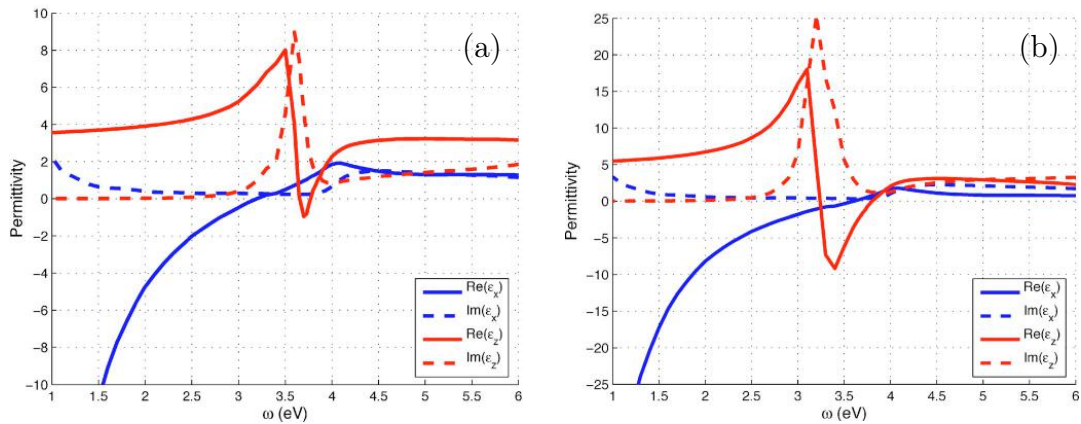 (a)
10
8
6
4
2
0
−2
−4
−6
−8
−10
Permittivity
1 1.5 2 2.5 3 3.5 4 4.5 5 5.5 6
ω (eV)
Re(εx)
Im(εx)
Re(εz)
Im(εz)
(b)
25
20
15
10
5
0
−5
−10
−15
−20
−25
Permittivity
1 1.5 2 2.5 3 3.5 4 4.5 5 5.5 6
ω (eV)
Re(εx)
Im(εx)
Re(εz)
Im(εz)